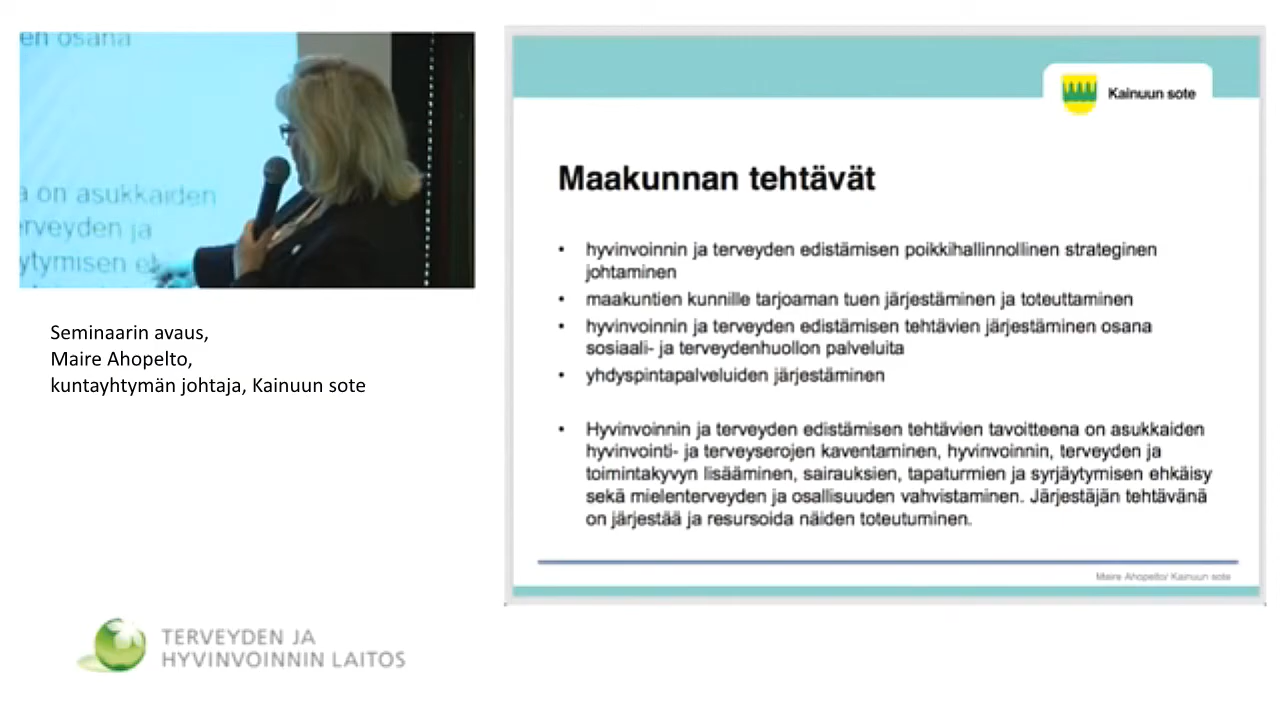 en osana
a on asukkaiden
erveyden ja
ytymisen
Seminaarin avaus,
Maire Ahopelto,
kuntayhtymän johtaja, Kainuun sote
TERVEYDEN JA
HYVINVOINNIN LAITOS
Kainuun sote
Maakunnan tehtävät
• hyvinvoinnin ja terveyden edistämisen poikkihallinnollinen strateginen
johtaminen
• maakuntien kunnille tarjoaman tuen järjestäminen ja toteuttaminen
• hyvinvoinnin ja terveyden edistämisen tehtävien järjestäminen osana
sosiaali- ja terveydenhuollon palveluita
• yhdyspintapalveluiden järjestäminen
• Hyvinvoinnin ja terveyden edistämisen tehtävien tavoitteena on asukkaiden
hyvinvointi- ja terveyserojen kaventaminen, hyvinvoinnin, terveyden ja
toimintakyvyn lisääminen, sairauksien, tapaturmien ja syrjäytymisen ehkäisy
sekä mielenterveyden ja osallisuuden vahvistaminen. Järjestäjän tehtävänä
on järjestää ja resursoida näiden toteutuminen.
Maire Ahopelto/ Kainuun sote